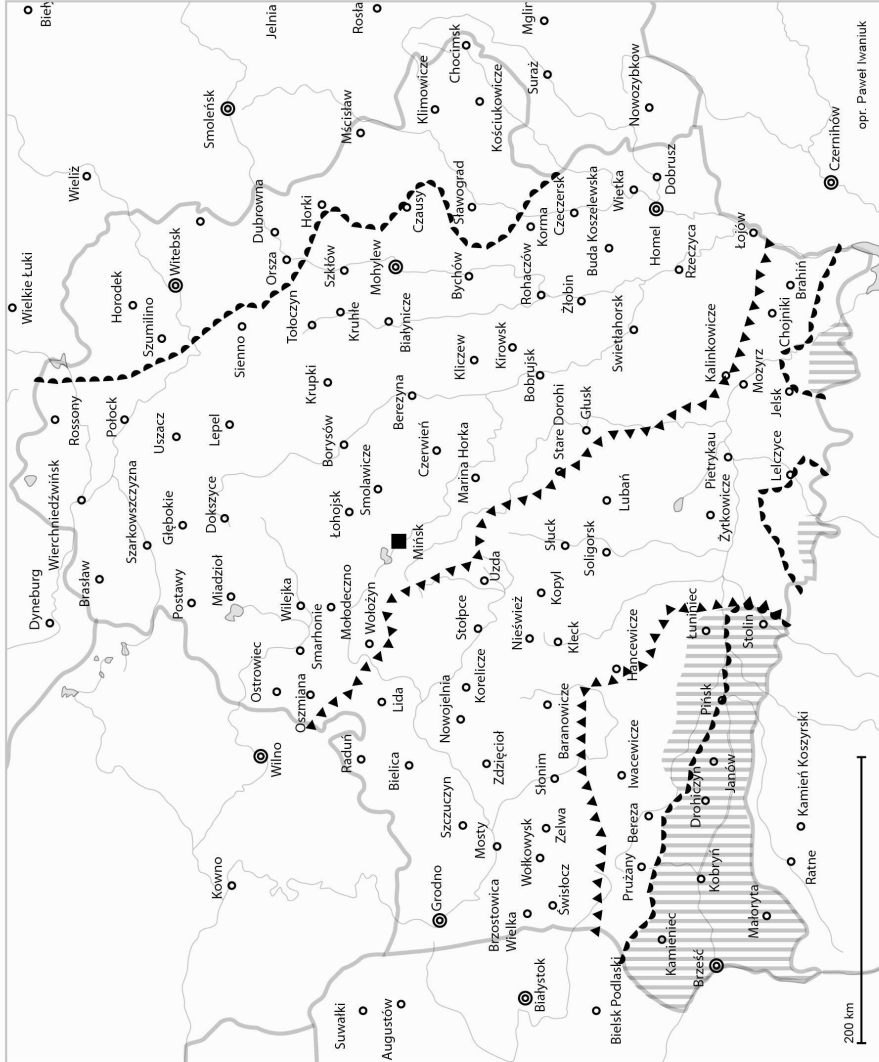 Wielkie Łuki
Dyneburg
Wierchniedźwińsk
Rossony
Wieliż
Brasław
Połock
Horodek
Szarkowszczyzna
Szumilino
Uszacz
Głębokie
Witebsk
Postawy
Smoleńsk
Dokszyce
Lepel
Kowno
Miadzioł
Sienno
Ostrowiec
Dubrowna
Orsza
Jelnia
Wilno
Wilejka
Tołoczyn
Oszmiana
Horki
Smarhonie
Krupki
Borysów
Szkłów
Suwałki
Łohojsk
Raduń
Mołodeczno
Mścisław
Kruhłe
Rosła
Smolawicze
Wołożyn
Mohylew
Augustów
Bielica
Lida
Berezyna
Białynicze
Mińsk
Czausy
Klimowicze
Czerwień
Grodno
Szczuczyn
Nowojelnia
Chocimsk
Bychów
Sławograd
Stołpce
Kliczew
Marina Horka
Mosty
Korelicze
Brzostowica
Wielka
Uzda
Kościukowicze
Zdzięcioł
Kirowsk
Nieśwież
Wołkowysk
Bobrujsk
Rohaczów
Mglin
Suraż
Białystok
Słonim
Korma
Słuck
Kopyl
Świsłocz
Zelwa
Stare Dorohi
Czeczersk
Baranowicze
Żłobin
Kleck
Soligorsk
Głusk
Buda Koszelewska
Bielsk Podlaski
Świetłahorsk
Wietka
Lubań
Prużany
Bereza
Iwacewicze
Hancewicze
Nowozybkow
Homel
Dobrusz
Kamieniec
Rzeczyca
Łuniniec
Drohiczyn
Brześć
Pińsk
Pietrykau
Kalinkowicze
Kobryń
Janów
Żytkowicze
Łojów
Stolin
Małoryta
Mozyrz
Lelczyce
Jelsk
Chojniki
Brahiń
Kamień Koszyrski
Ratne
Czernihów
200 km
opr. Paweł Iwaniuk